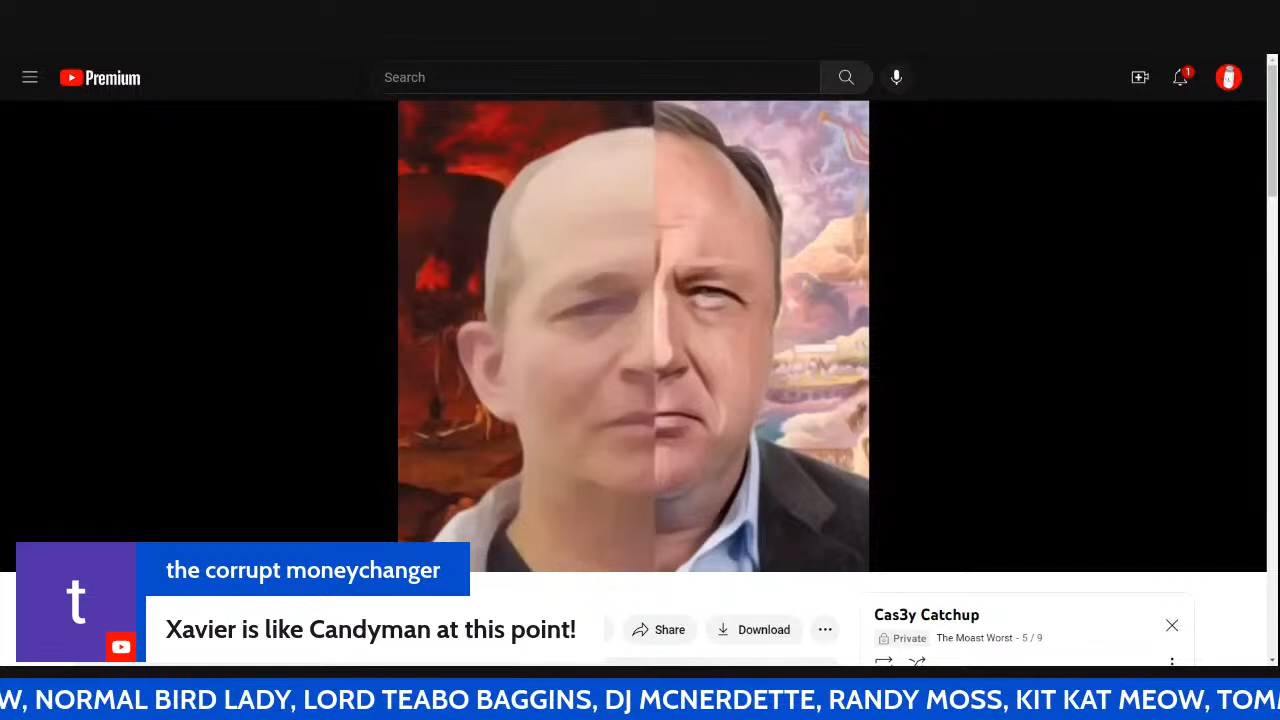 Premium
Search
1
the corrupt moneychanger
t
Xavier is like Candyman at this point!
Share
Download
Cas3y Catchup
Private
The Moast Worst - 5 / 9
W, NORMAL BIRD LADY, LORD TEABO BAGGINS, DJ MCNERDETTE, RANDY MOSS, KIT KAT MEOW, TOM